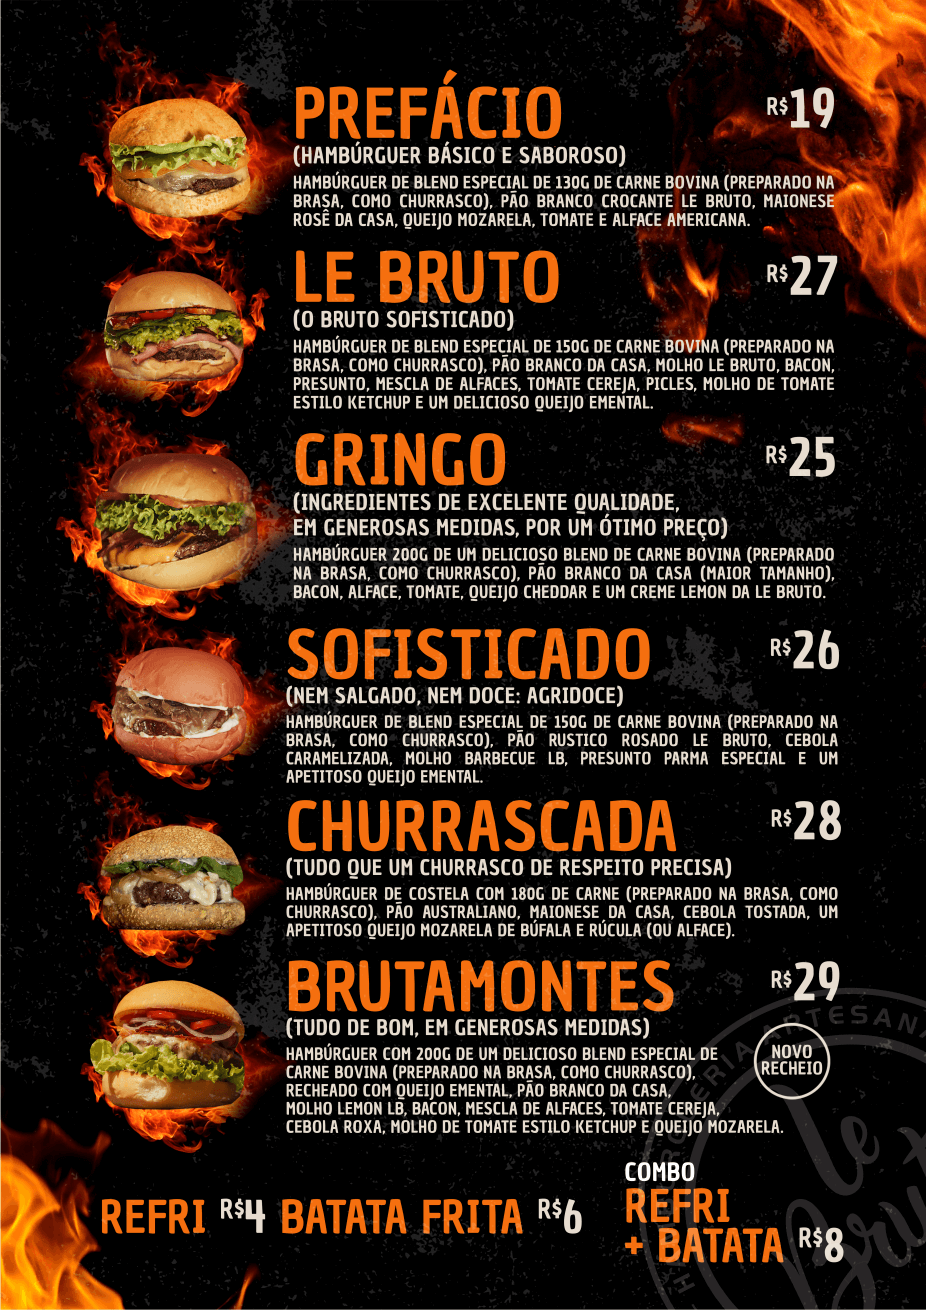 PREFÁCIO
R$19
(HAMBÚRGUER BÁSICO E SABOROSO)
HAMBÚRGUER DE BLEND ESPECIAL DE 130G DE CARNE BOVINA (PREPARADO NA
BRASA, COMO CHURRASCO), PÃO BRANCO CROCANTE LE BRUTO, MAIONESE
ROSÊ DA CASA, QUEIJO MOZARELA, TOMATE E ALFACE AMERICANA.
LE BRUTO
R$27
(O BRUTO SOFISTICADO)
HAMBÚRGUER DE BLEND ESPECIAL DE 150G DE CARNE BOVINA (PREPARADO NA
BRASA, COMO CHURRASCO), PÃO BRANCO DA CASA, MOLHO LE BRUTO, BACON,
PRESUNTO, MESCLA DE ALFACES, TOMATE CEREJA, PICLES, MOLHO DE TOMATE
ESTILO KETCHUP E UM DELICIOSO QUEIJO EMENTAL.
GRINGO
R$25
(INGREDIENTES DE EXCELENTE QUALIDADE,
EM GENEROSAS MEDIDAS, POR UM ÓTIMO PREÇO)
HAMBÚRGUER 200G DE UM DELICIOSO BLEND DE CARNE BOVINA (PREPARADO
NA BRASA, COMO CHURRASCO), PÃO BRANCO DA CASA (MAIOR TAMANHO),
BACON, ALFACE, TOMATE, QUEIJO CHEDDAR E UM CREME LEMON DA LE BRUTO.
SOFISTICADO
R$26
(NEM SALGADO, NEM DOCE: AGRIDOCE)
HAMBÚRGUER DE BLEND ESPECIAL DE 150G DE CARNE BOVINA (PREPARADO NA
BRASA, COMO CHURRASCO), PÃO RUSTICO ROSADO LE BRUTO, CEBOLA
CARAMELIZADA, MOLHO BARBECUE LB, PRESUNTO PARMA ESPECIAL E UM
APETITOSO QUEIJO EMENTAL.
CHURRASCADA
R$28
(TUDO QUE UM CHURRASCO DE RESPEITO PRECISA)
HAMBÚRGUER DE COSTELA COM 180G DE CARNE (PREPARADO NA BRASA, COMO
CHURRASCO), PÃO AUSTRALIANO, MAIONESE DA CASA, CEBOLA TOSTADA, UM
APETITOSO QUEIJO MOZARELA DE BÚFALA E RÚCULA (OU ALFACE).
BRUTAMONTES
R$29
(TUDO DE BOM, EM GENEROSAS MEDIDAS)
HAMBÚRGUER COM 200G DE UM DELICIOSO BLEND ESPECIAL DE
CARNE BOVINA (PREPARADO NA BRASA, COMO CHURRASCO),
RECHEADO COM QUEIJO EMENTAL, PÃO BRANCO DA CASA,
MOLHO LEMON LB, BACON, MESCLA DE ALFACES, TOMATE CEREJA,
CEBOLA ROXA, MOLHO DE TOMATE ESTILO KETCHUP E QUEIJO MOZARELA.
NOVO
RECHEIO
REFRI R$4 BATATA FRITA R$6
COMBO
REFRI
+ BATATA R$8